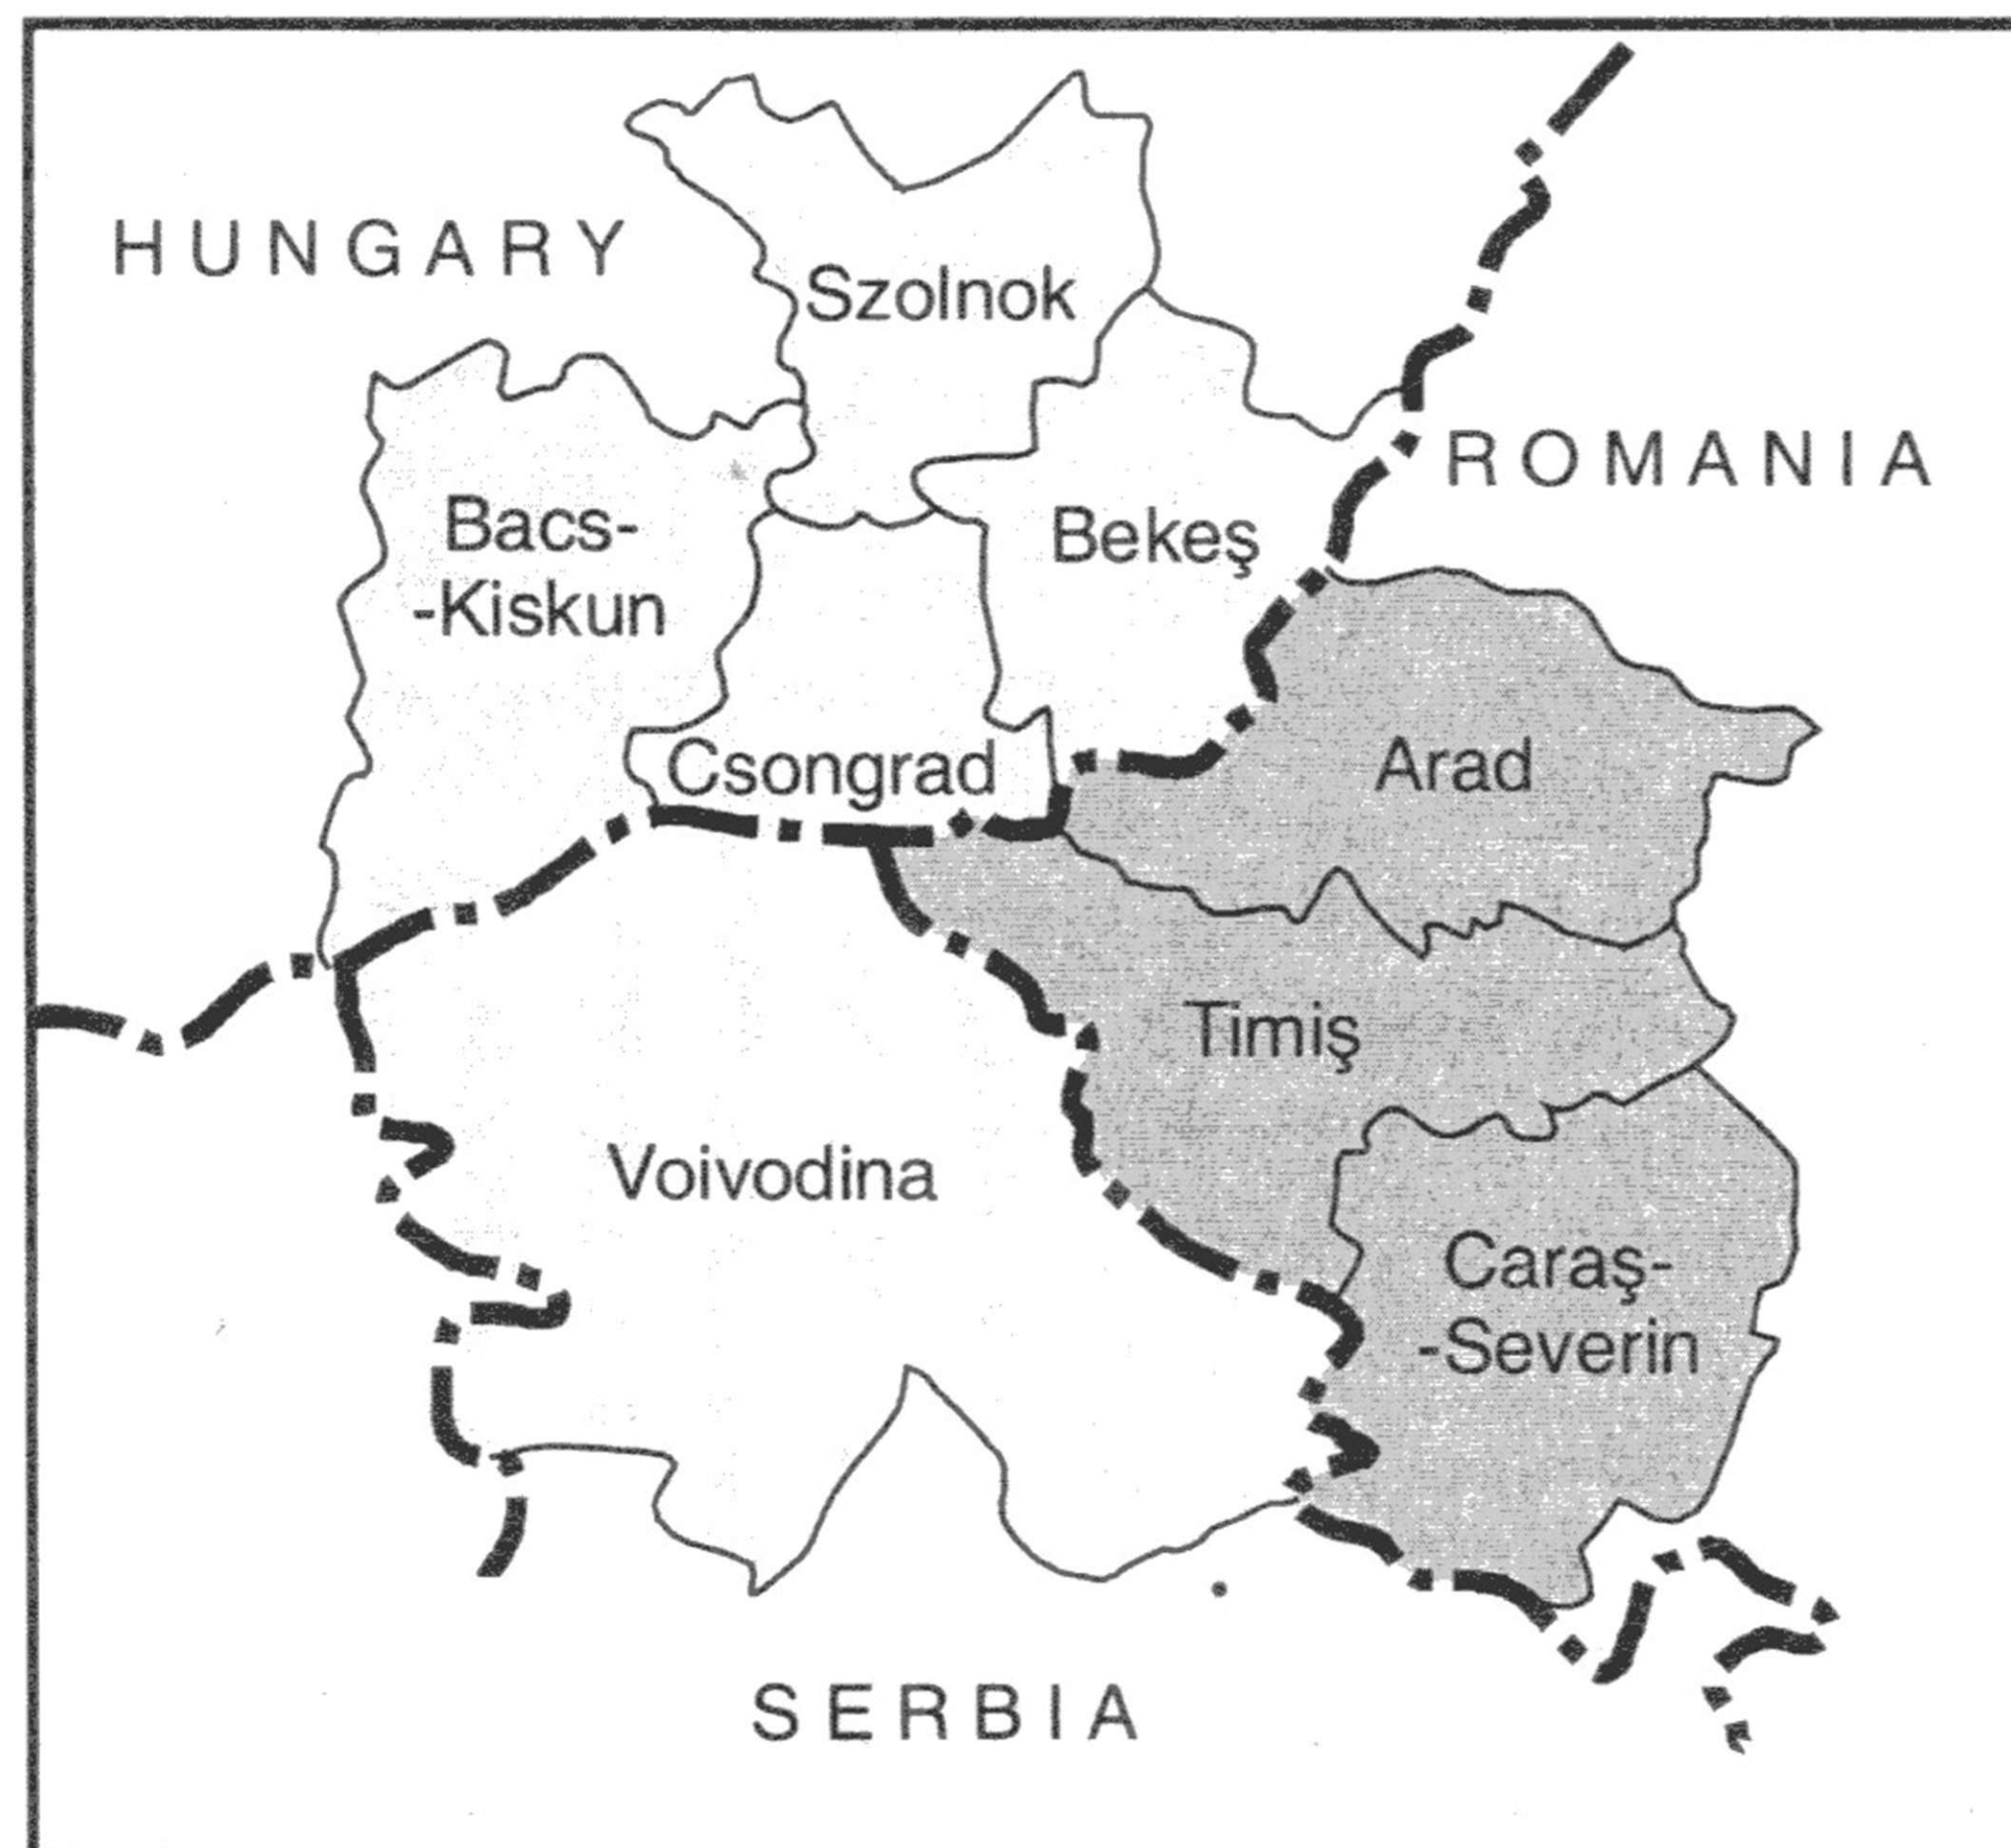 HUNGARY
Szolnok
ROMANIA
Bacs-
-Kiskun
Bekeş
Csongrad
Arad
Timiş
Voivodina
Caraş-
-Severin
SERBIA